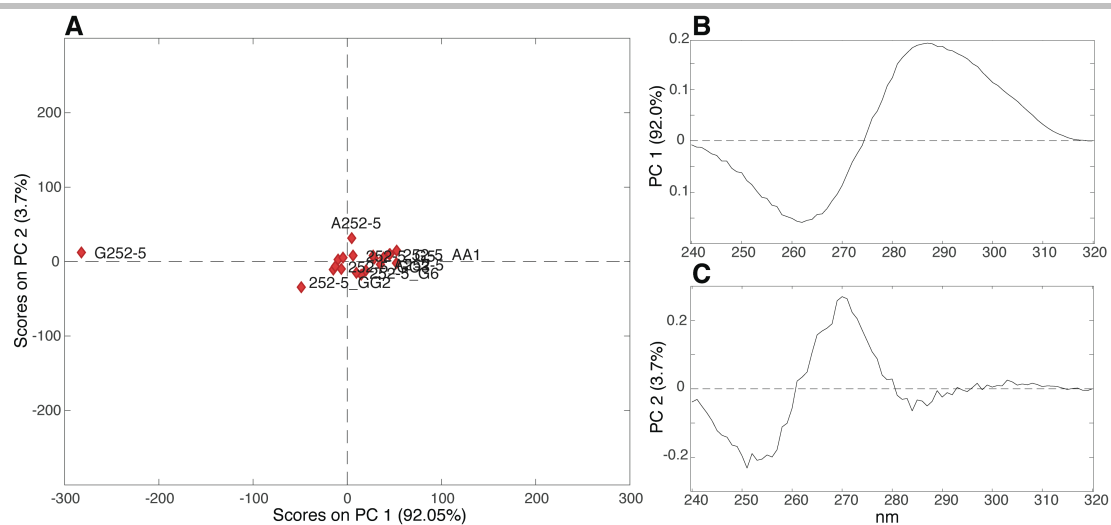 A
Scores on PC 2 (3.7%)
200
100
0
-100
-200
-300
-200
-100
0
100
200
300
Scores on PC 1 (92.05%)
G252-5
A252-5
252-5_AA1
252-5_G6
252-5_GG2
B
PC 1 (92.0%)
0.2
0.1
0
0.1
240
250
260
270
280
290
300
310
320
C
PC 2 (3.7%)
0.2
0
-0.2
240
250
260
270
280
290
300
310
320
nm